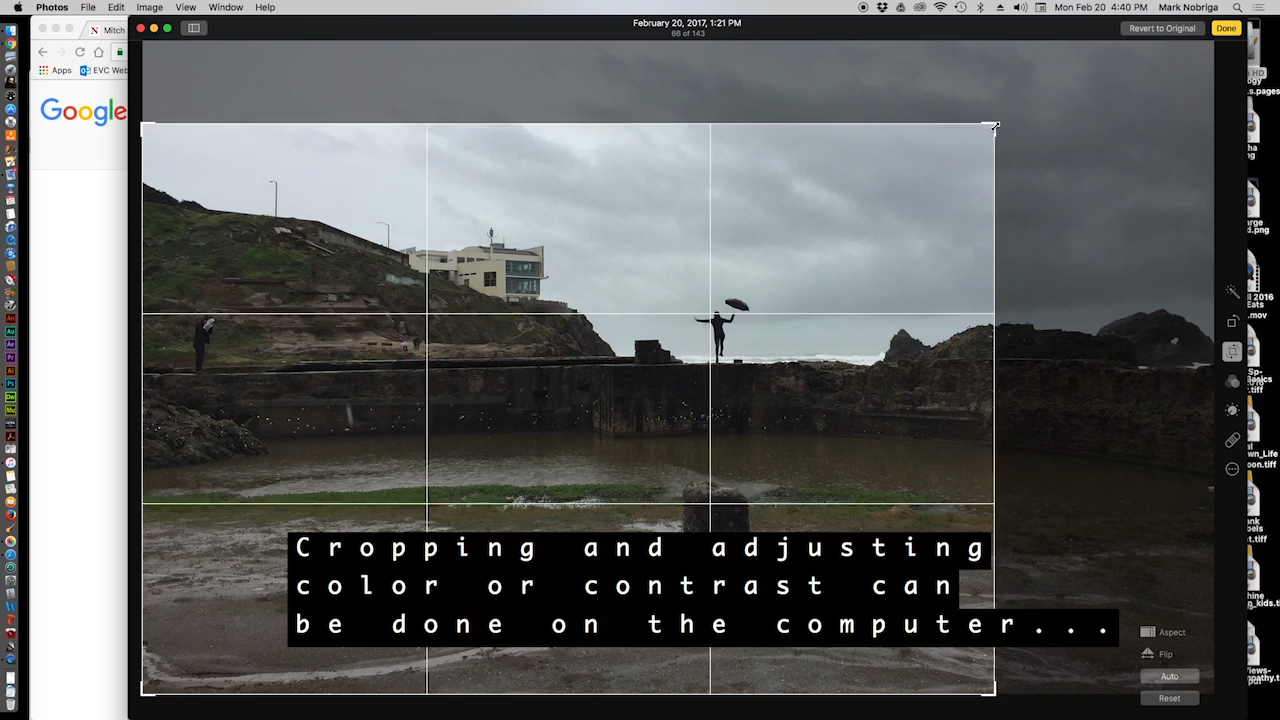 Photos File Edit Image View Window Help
Mon Feb 20 4:40 PM Mark Nobriga
February 20, 2017, 1:21 PM
66 of 143
Revert to Original
Done
Mitch
Apps EVC Web
Google
Cropping and adjusting
color or contrast can
be done on the computer...
Aspect
Flip
Auto
Reset